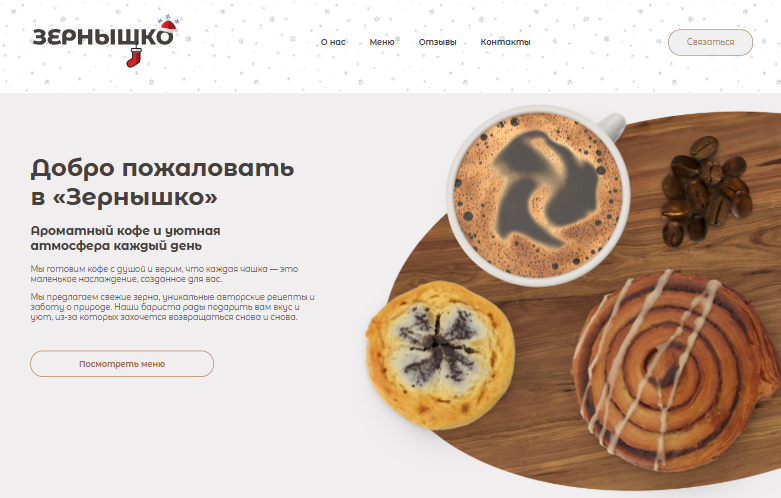 ЗЕРНЫШКО
О нас Меню Отзывы Контакты
Связаться
Добро пожаловать
в «Зернышко»
Ароматный кофе и уютная
атмосфера каждый день
Мы готовим кофе с душой и верим, что каждая чашка — это
маленькое наслаждение, созданное для вас.
Мы предлагаем свежие зерна, уникальные авторские рецепты и
заботу о природе. Наши бариста рады подарить вам вкус и
уют, из-за которых захочется возвращаться снова и снова.
Посмотреть меню